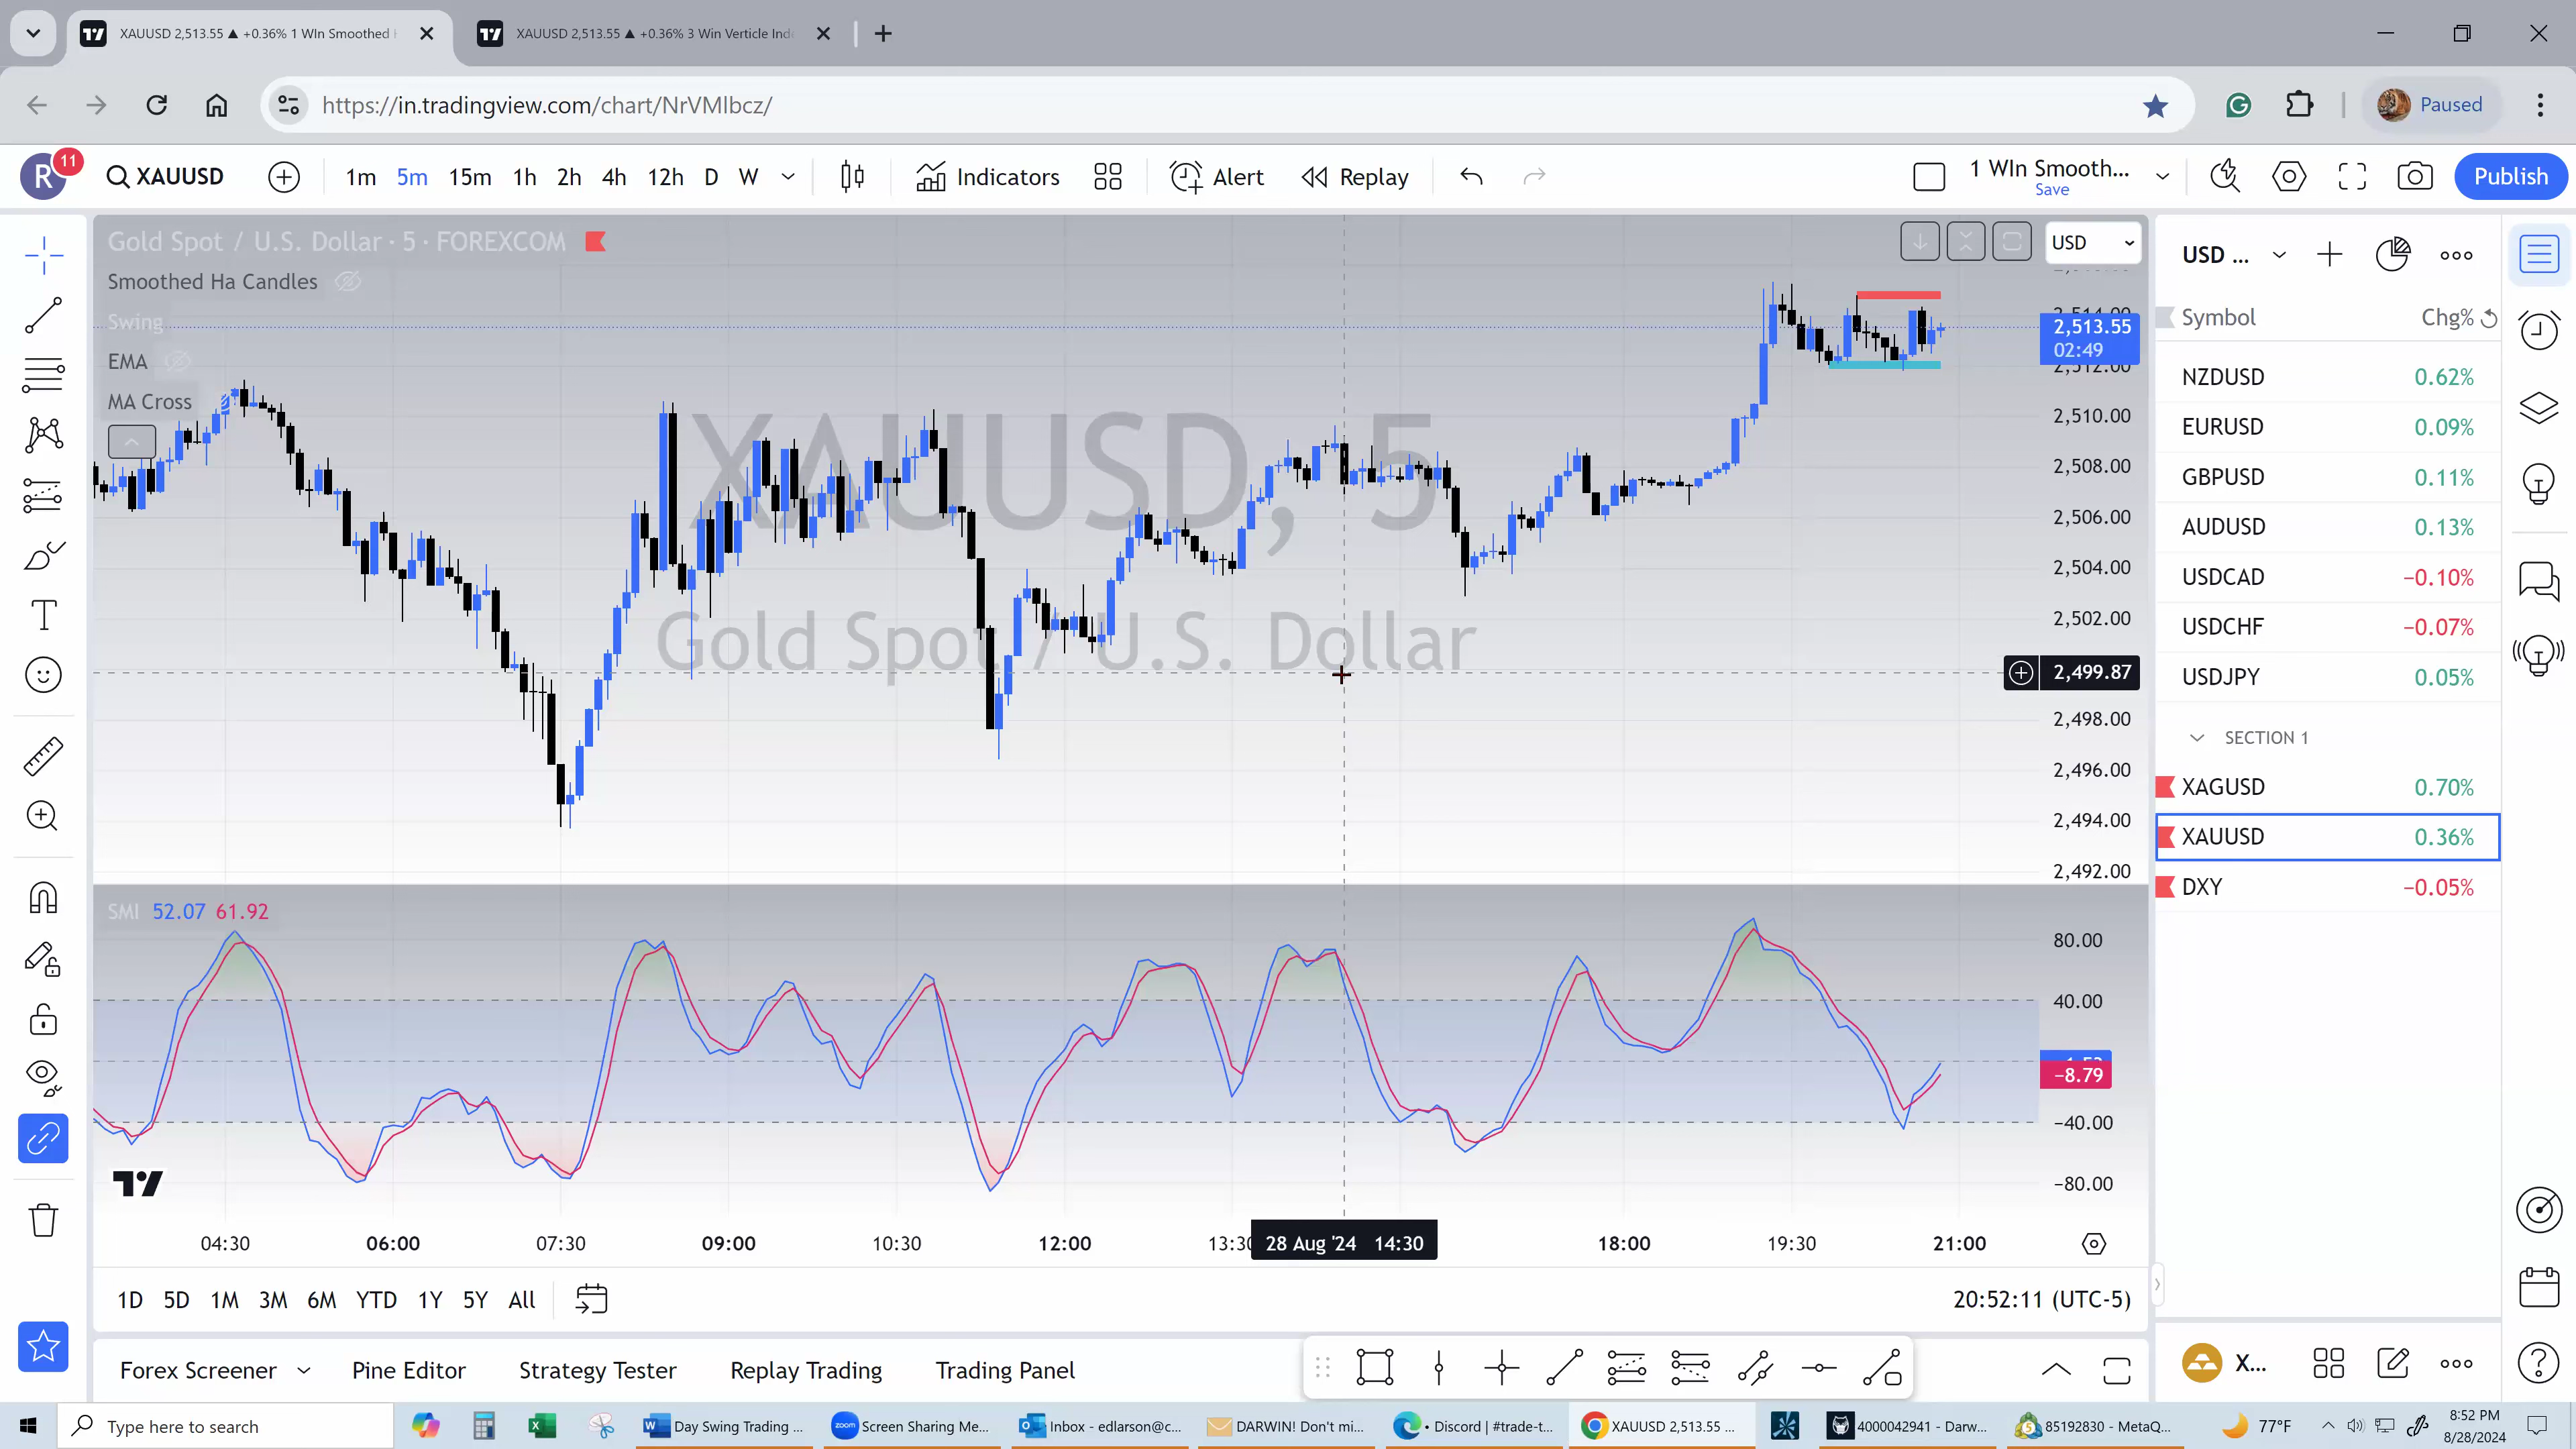 XAUUSD 2,513.55 ▲ +0.36% 1 WIn Smoothed
XAUUSD 2,513.55 ▲ +0.36% 3 Win Verticle Ind
https://in.tradingview.com/chart/NrVMlbcz/
Paused
R 11
XAUUSD
1m 5m 15m 1h 2h 4h 12h D W
Indicators
Alert
Replay
1 WIn Smooth...
Save
Publish
Gold Spot / U.S. Dollar · 5 · FOREXCOM
Smoothed Ha Candles
Swing
EMA
MA Cross
XAUUSD, 5
Gold Spot / U.S. Dollar
USD
2,513.55
02:49
2,512.00
2,510.00
2,508.00
2,506.00
2,504.00
2,502.00
2,499.87
2,498.00
2,496.00
2,494.00
2,492.00
SMI 52.07 61.92
80.00
40.00
−8.79
−40.00
−80.00
04:30 06:00 07:30 09:00 10:30 12:00 28 Aug '24 14:30 18:00 19:30 21:00
1D 5D 1M 3M 6M YTD 1Y 5Y All
20:52:11 (UTC-5)
Forex Screener
Pine Editor
Strategy Tester
Replay Trading
Trading Panel
USD ...
Symbol Chg%
NZDUSD 0.62%
EURUSD 0.09%
GBPUSD 0.11%
AUDUSD 0.13%
USDCAD −0.10%
USDCHF −0.07%
USDJPY 0.05%
SECTION 1
XAGUSD 0.70%
XAUUSD 0.36%
DXY −0.05%
X...
Type here to search
Day Swing Trading ...
zoom
Screen Sharing Me...
Inbox - edlarson@c...
DARWIN! Don't mi...
• Discord | #trade-t...
XAUUSD 2,513.55 ...
4000042941 - Darw...
85192830 - MetaQ...
77°F
8:52 PM
8/28/2024